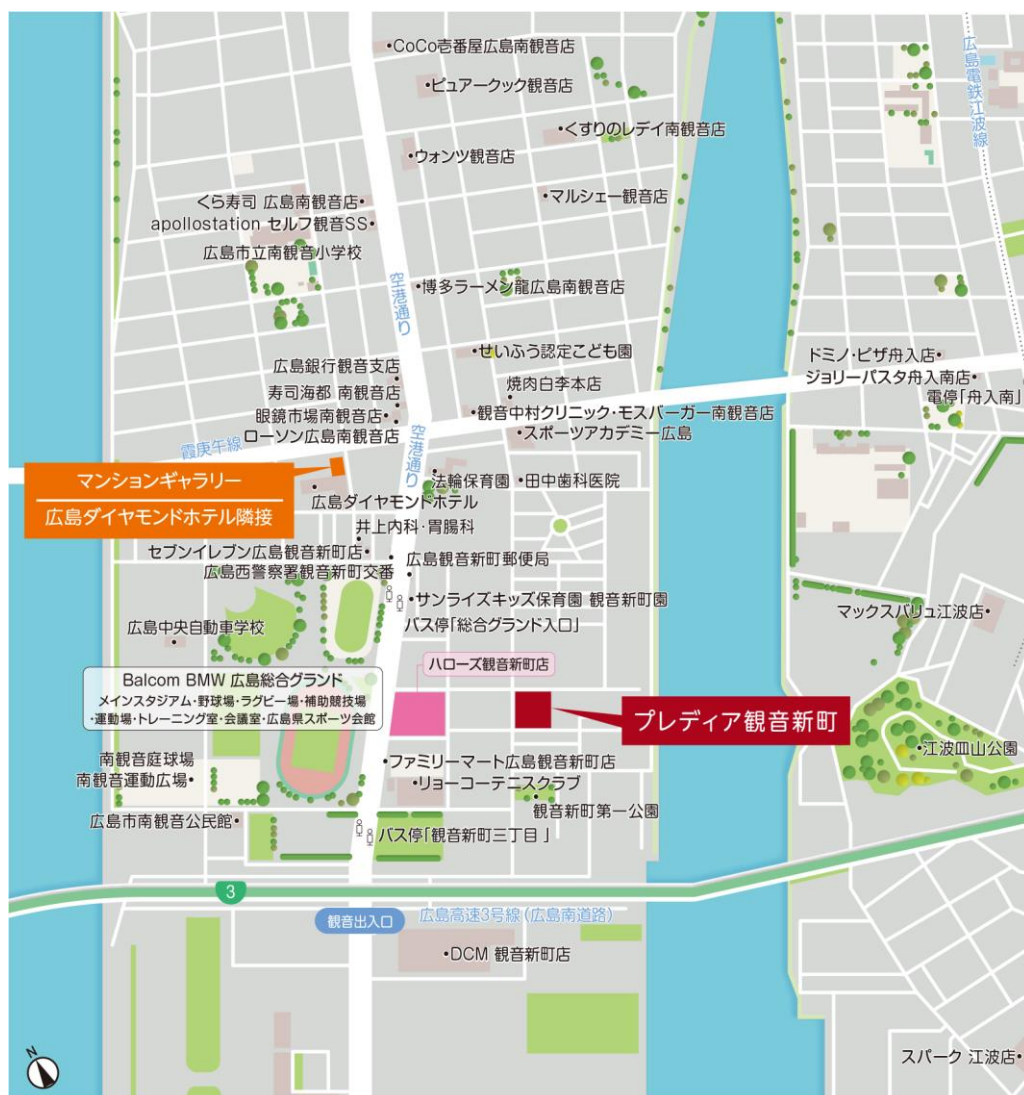 CoCo壱番屋広島南観音店
ピュアークック観音店
広島電鉄江波線
くすりのレデイ南観音店
ウォンツ観音店
マルシェー観音店
くら寿司 広島南観音店
apollostation セルフ観音SS
広島市立南観音小学校
空港通り
博多ラーメン龍広島南観音店
せいふう認定こども園
広島銀行観音支店
寿司海都 南観音店
眼鏡市場南観音店
ローソン広島南観音店
焼肉白李本店
観音中村クリニック・モスバーガー南観音店
スポーツアカデミー広島
ドミノ・ピザ舟入店
ジョリーパスタ舟入南店
電停「舟入南」
霞庚午線
空港通り
マンションギャラリー
広島ダイヤモンドホテル隣接
法輪保育園
田中歯科医院
広島ダイヤモンドホテル
井上内科・胃腸科
セブンイレブン広島観音新町店
広島観音新町郵便局
広島西警察署観音新町交番
サンライズキッズ保育園 観音新町園
バス停「総合グランド入口」
広島中央自動車学校
マックスバリュ江波店
ハローズ観音新町店
Balcom BMW 広島総合グランド
メインスタジアム・野球場・ラグビー場・補助競技場
・運動場・トレーニング室・会議室・広島県スポーツ会館
プレディア観音新町
江波皿山公園
南観音庭球場
南観音運動広場
ファミリーマート広島観音新町店
リョーコーテニスクラブ
観音新町第一公園
広島市南観音公民館
バス停「観音新町三丁目」
3
観音出入口
広島高速3号線(広島南道路)
DCM 観音新町店
スパーク 江波店
N